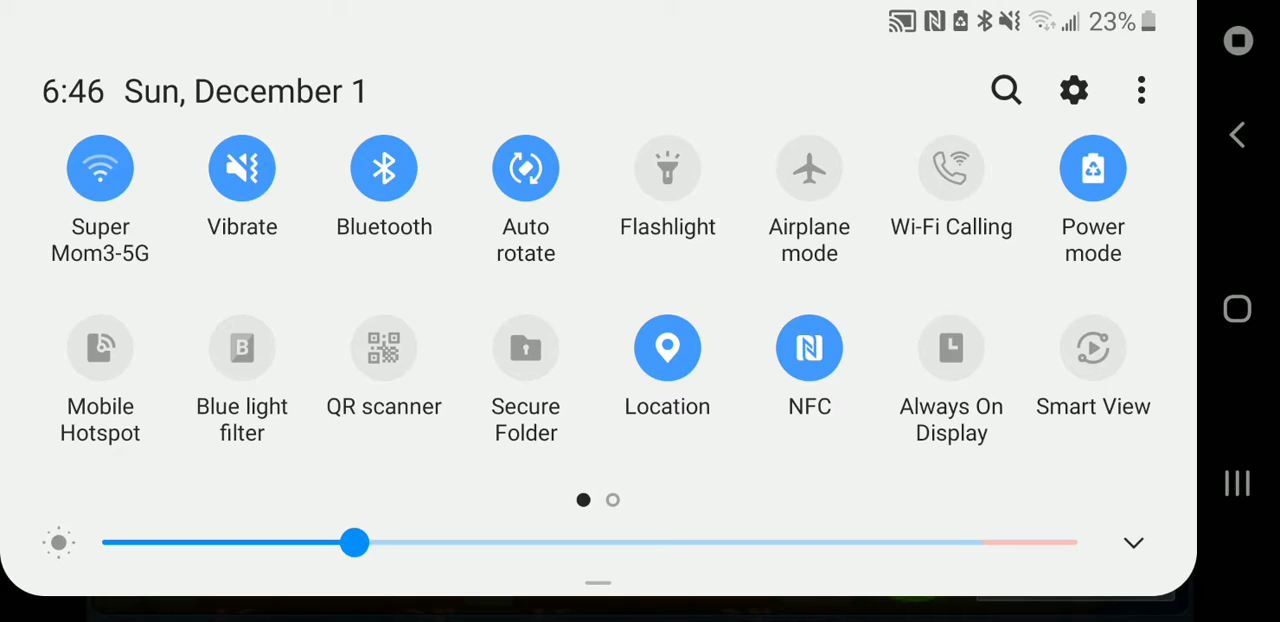 23%
6:46 Sun, December 1
Super
Mom3-5G
Vibrate
Bluetooth
Auto
rotate
Flashlight
Airplane
mode
Wi-Fi Calling
Power
mode
Mobile
Hotspot
B
Blue light
filter
QR scanner
Secure
Folder
Location
NFC
Always On
Display
Smart View